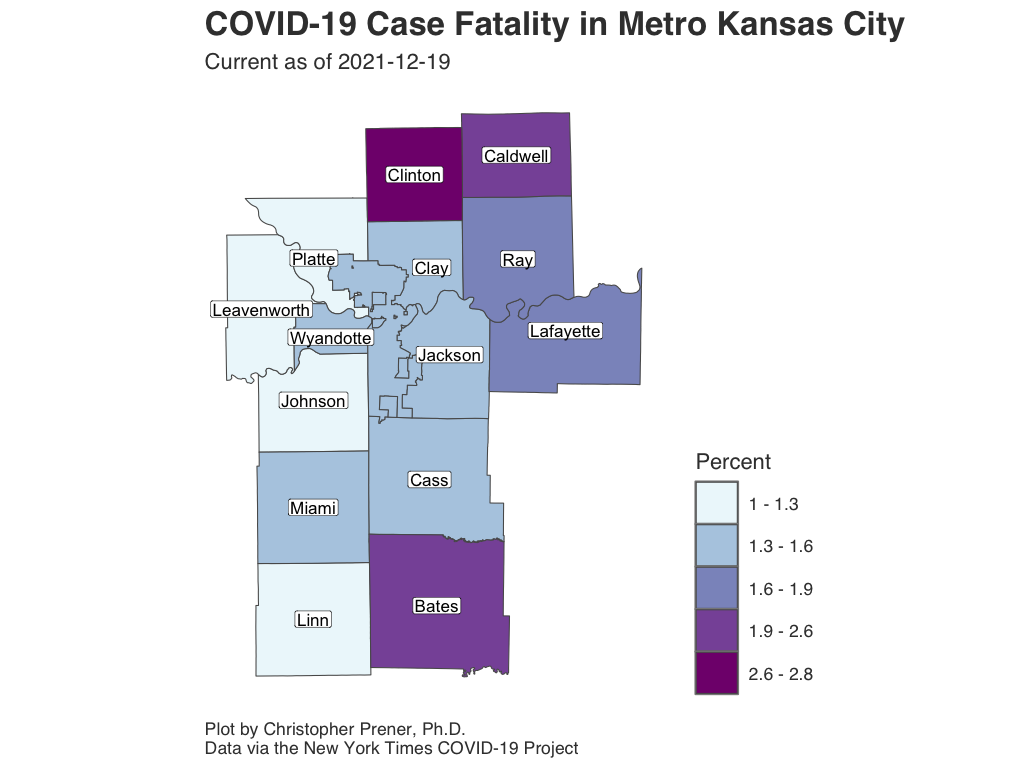 COVID-19 Case Fatality in Metro Kansas City
Current as of 2021-12-19
Caldwell
Clinton
Platte
Clay
Ray
Leavenworth
Wyandotte
Lafayette
Jackson
Johnson
Cass
Miami
Bates
Linn
Percent
1 - 1.3
1.3 - 1.6
1.6 - 1.9
1.9 - 2.6
2.6 - 2.8
Plot by Christopher Prener, Ph.D.
Data via the New York Times COVID-19 Project